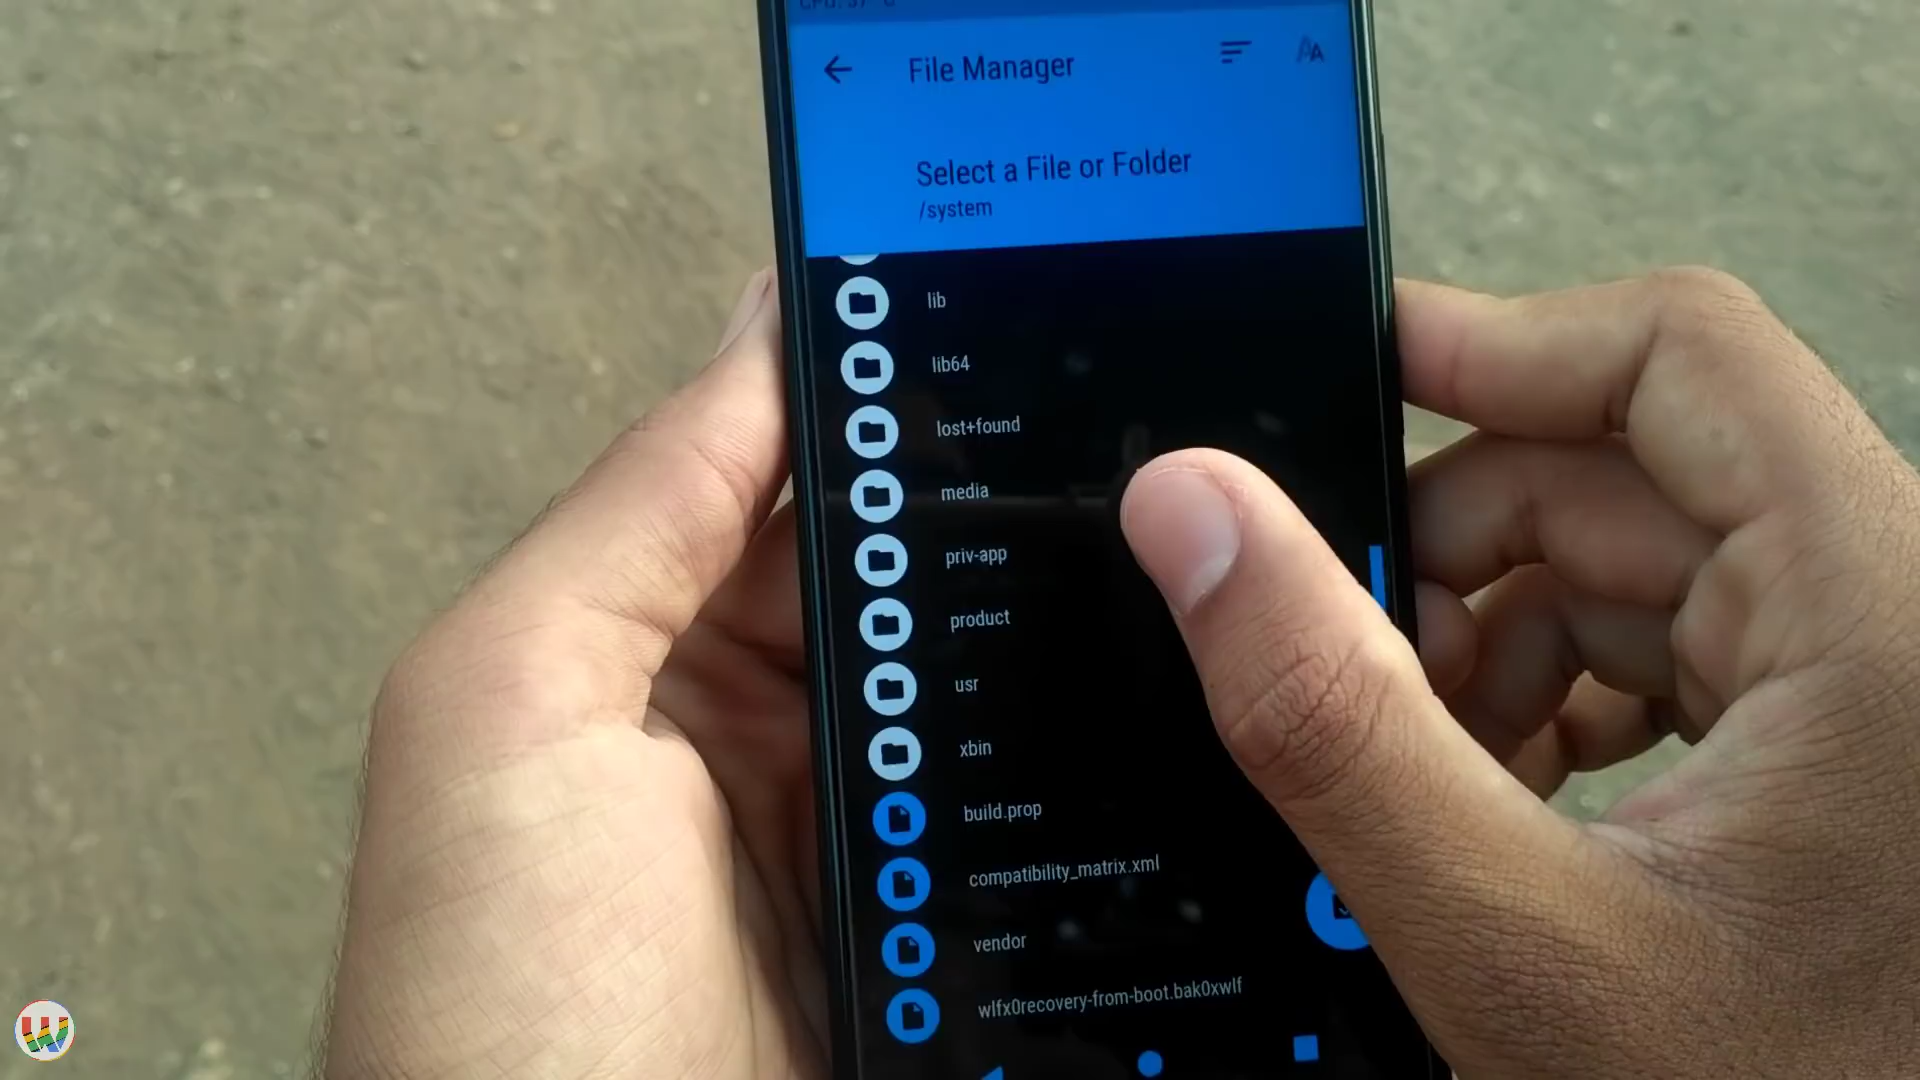 File Manager
Select a File or Folder
/system
lib
lib64
lost+found
media
priv-app
product
usr
xbin
build.prop
compatibility_matrix.xml
vendor
wlfx0recovery-from-boot.bak0xwlf
W